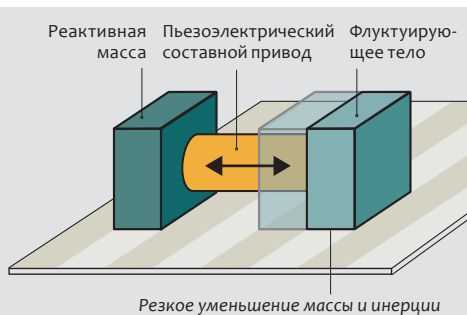 Реактивная масса
Пьезоэлектрический составной привод
Флуктуирую-
щее тело
Резкое уменьшение массы и инерции